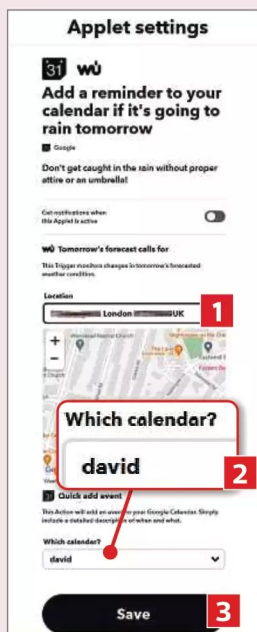 Applet settings
31 wu
Add a reminder to your
calendar if it's going to
rain tomorrow
Google
Don't get caught in the rain without proper
attire or an umbrella!
Get notifications when
this Applet is active
wu Tomorrow's forecast calls for
This Trigger monitors changes in tomorrow's forecasted
weather condition.
Location
London UK
1
+
−
Which calendar?
david
2
31 Quick add event
This Action will add an event to your Google Calendar. Simply
include a detailed description of when and what.
Which calendar?
david
Save
3